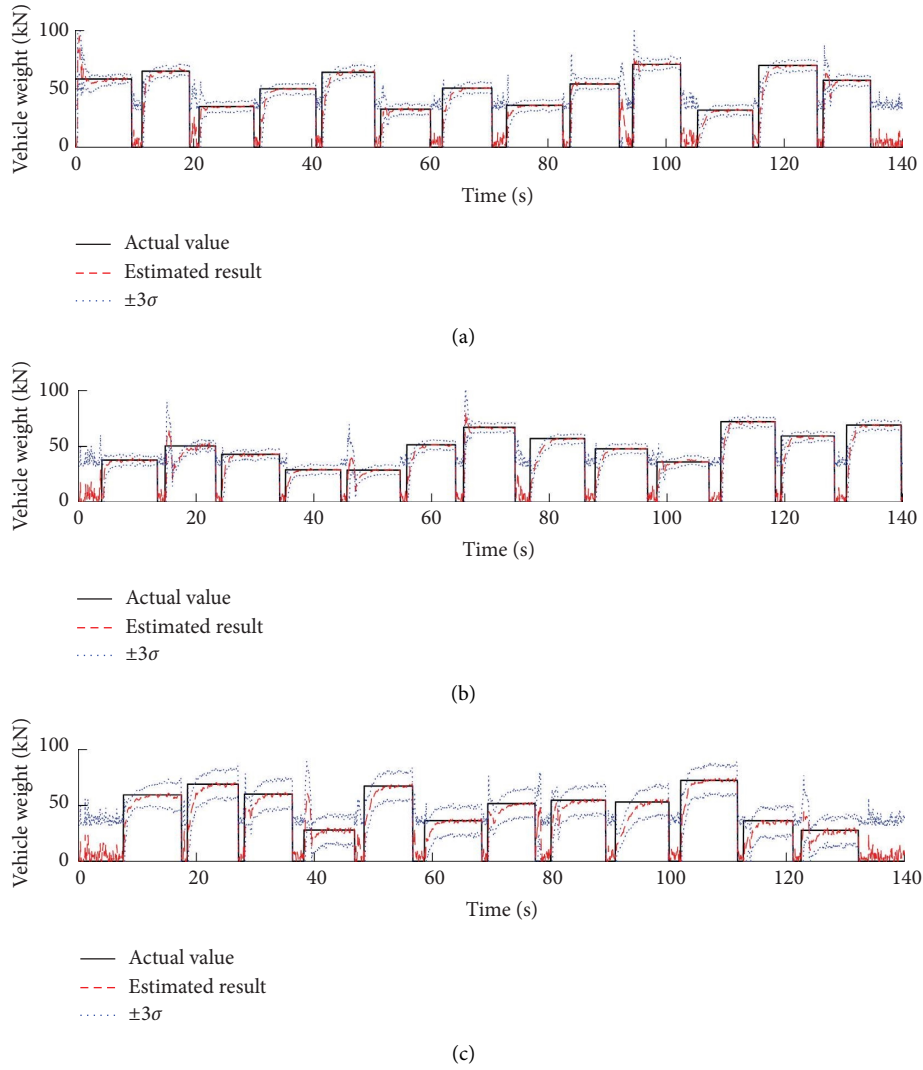 Vehicle weight (kN)
100
50
0
0 20 40 60 80 100 120 140
Time (s)
Actual value
Estimated result
±3σ
(a)
Vehicle weight (kN)
100
50
0
0 20 40 60 80 100 120 140
Time (s)
Actual value
Estimated result
±3σ
(b)
Vehicle weight (kN)
100
50
0
0 20 40 60 80 100 120 140
Time (s)
Actual value
Estimated result
±3σ
(c)